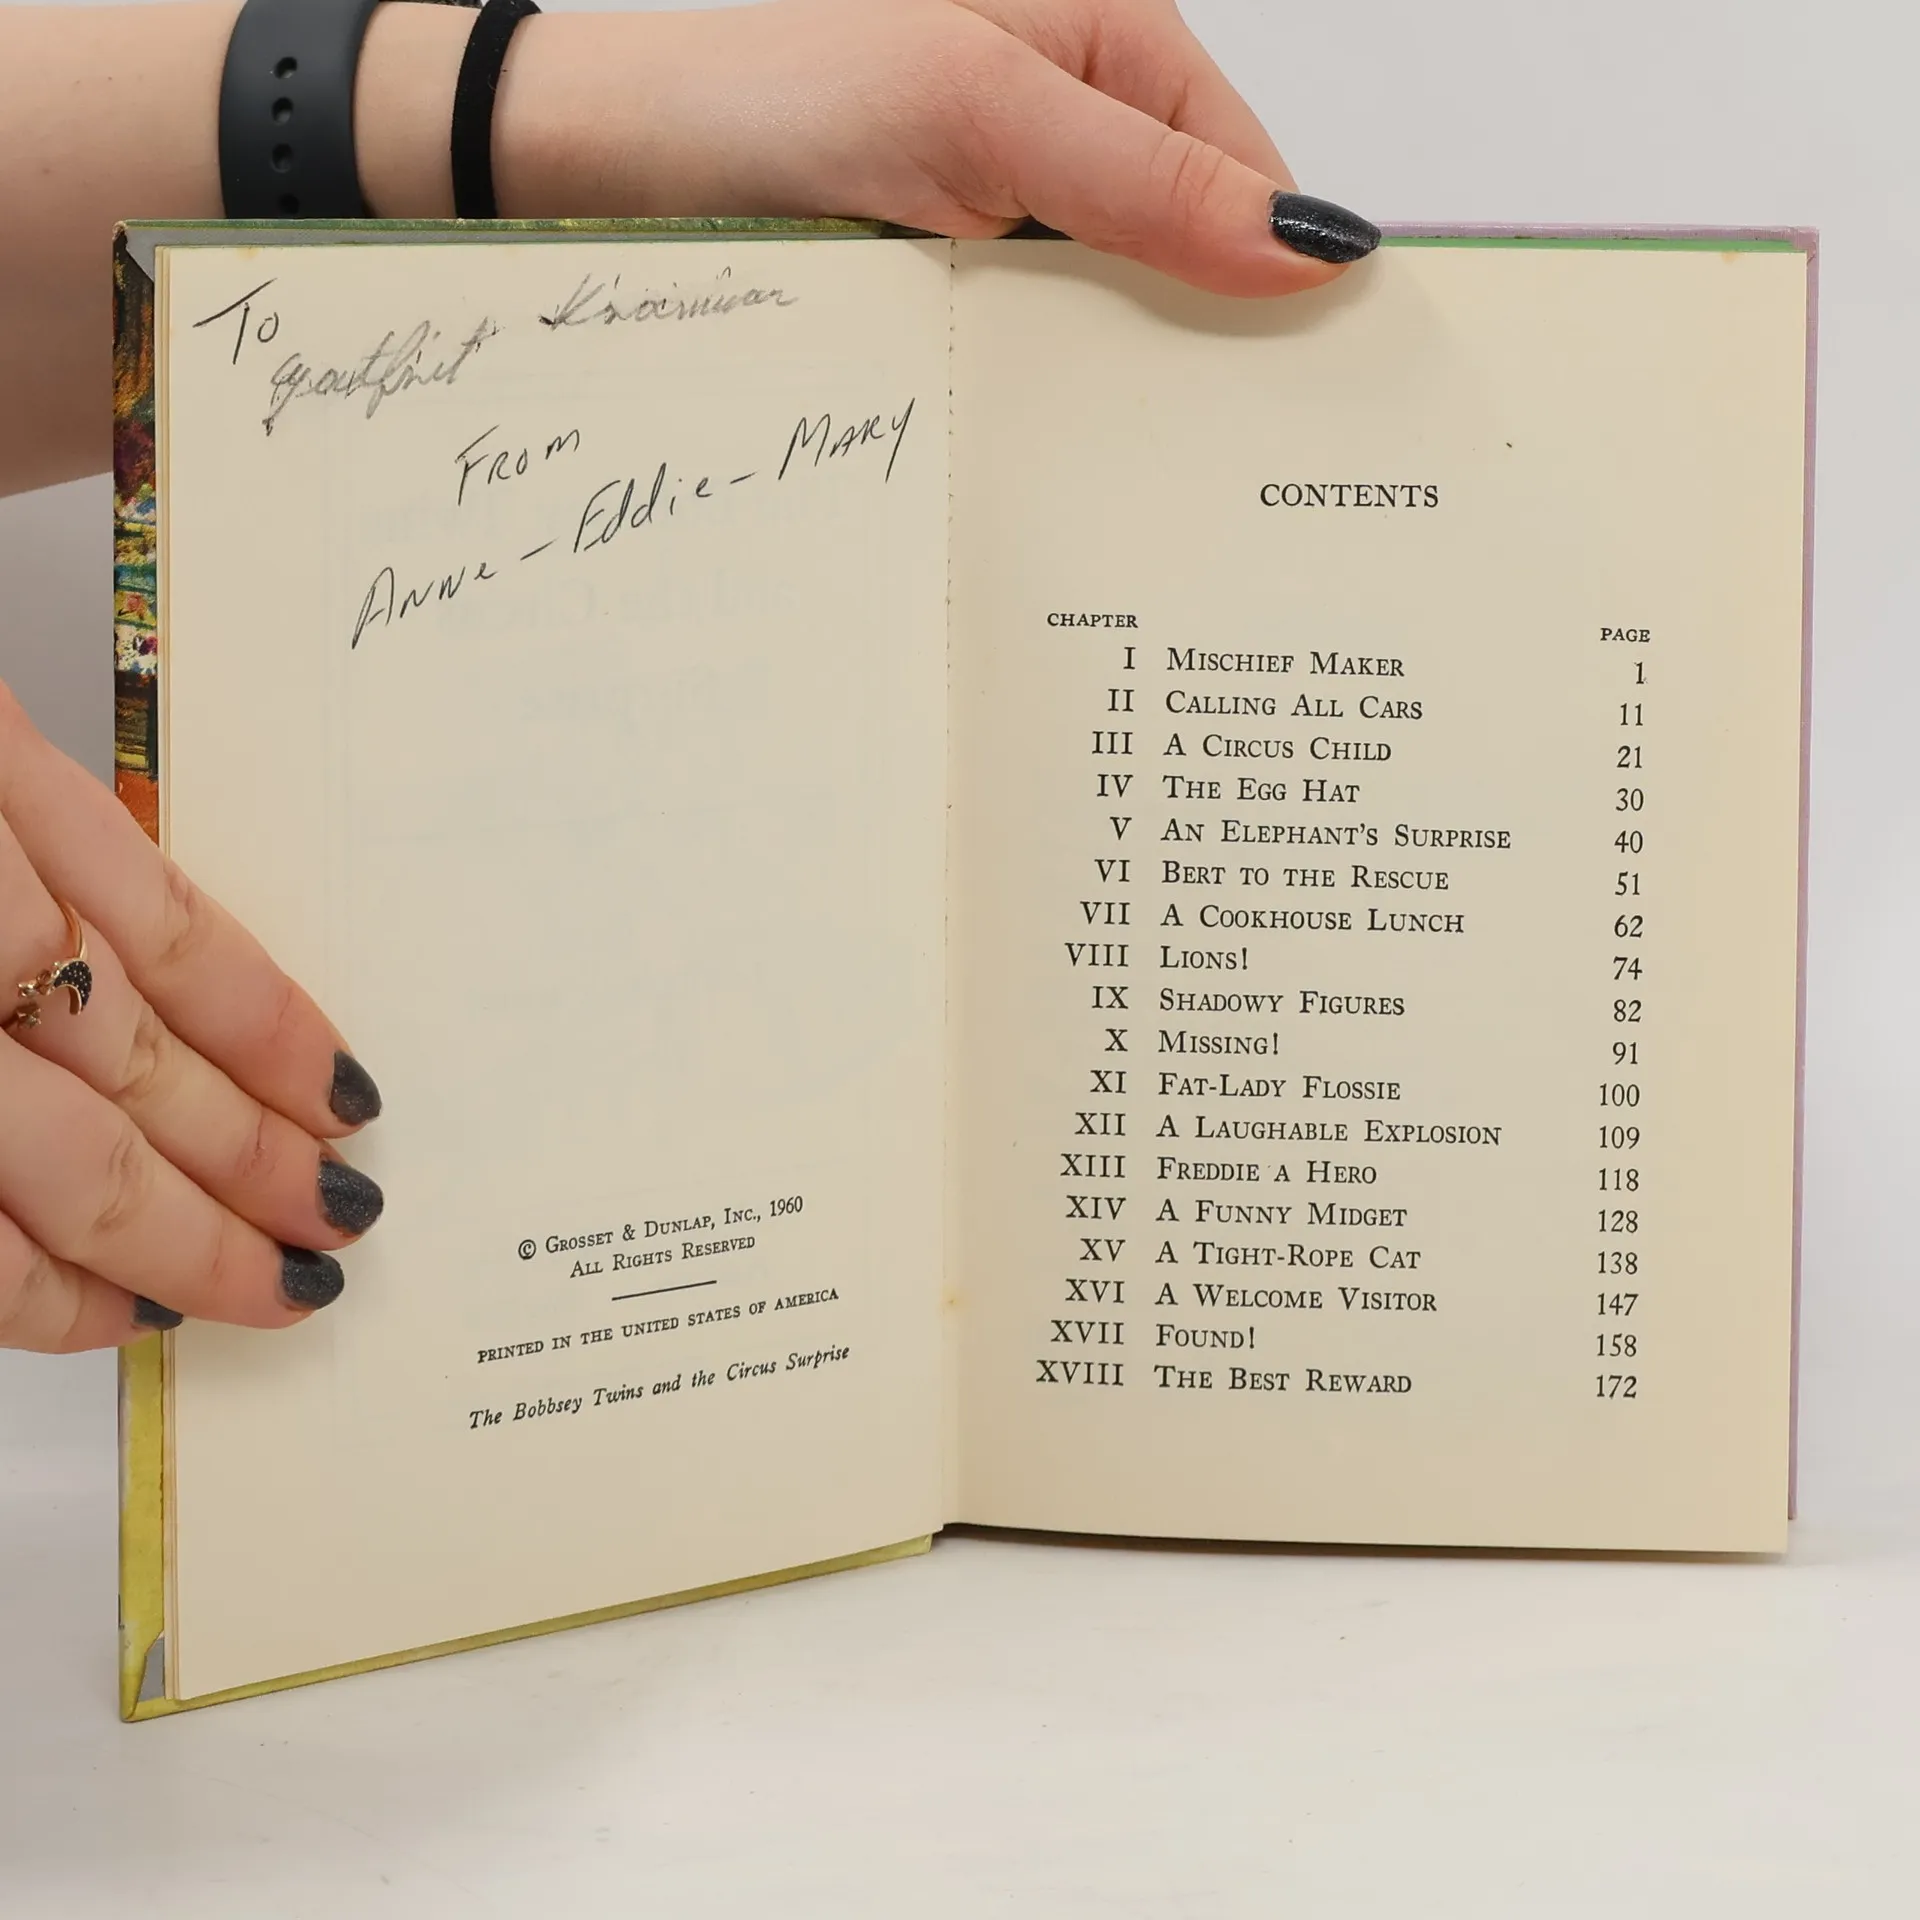 To
From
Anne - Eddie - Mary
© Grosset & Dunlap, Inc., 1960
All Rights Reserved
PRINTED IN THE UNITED STATES OF AMERICA
The Bobbsey Twins and the Circus Surprise
CONTENTS
CHAPTER PAGE
I Mischief Maker 1
II Calling All Cars 11
III A Circus Child 21
IV The Egg Hat 30
V An Elephant's Surprise 40
VI Bert to the Rescue 51
VII A Cookhouse Lunch 62
VIII Lions! 74
IX Shadowy Figures 82
X Missing! 91
XI Fat-Lady Flossie 100
XII A Laughable Explosion 109
XIII Freddie a Hero 118
XIV A Funny Midget 128
XV A Tight-Rope Cat 138
XVI A Welcome Visitor 147
XVII Found! 158
XVIII The Best Reward 172